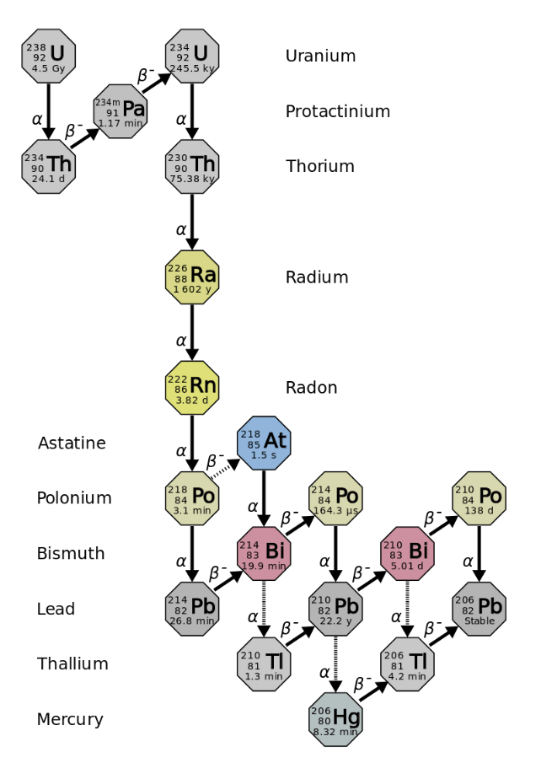 238 92 U 4.5 Gy
β⁻
234 92 U 245.5 ky
Uranium
α
β⁻
234m 91 Pa 1.17 min
α
Protactinium
234 90 Th 24.1 d
230 90 Th 75.38 ky
Thorium
α
226 88 Ra 1 602 y
Radium
α
222 86 Rn 3.82 d
Radon
α
β⁻
218 85 At 1.5 s
Astatine
Polonium
218 84 Po 3.1 min
α
β⁻
214 84 Po 164.3 µs
β⁻
210 84 Po 138 d
Bismuth
α
β⁻
214 83 Bi 19.9 min
α
β⁻
210 83 Bi 5.01 d
α
Lead
214 82 Pb 26.8 min
α
β⁻
210 82 Pb 22.2 y
α
β⁻
206 82 Pb Stable
Thallium
210 81 Tl 1.3 min
α
β⁻
206 81 Tl 4.2 min
Mercury
206 80 Hg 8.32 min